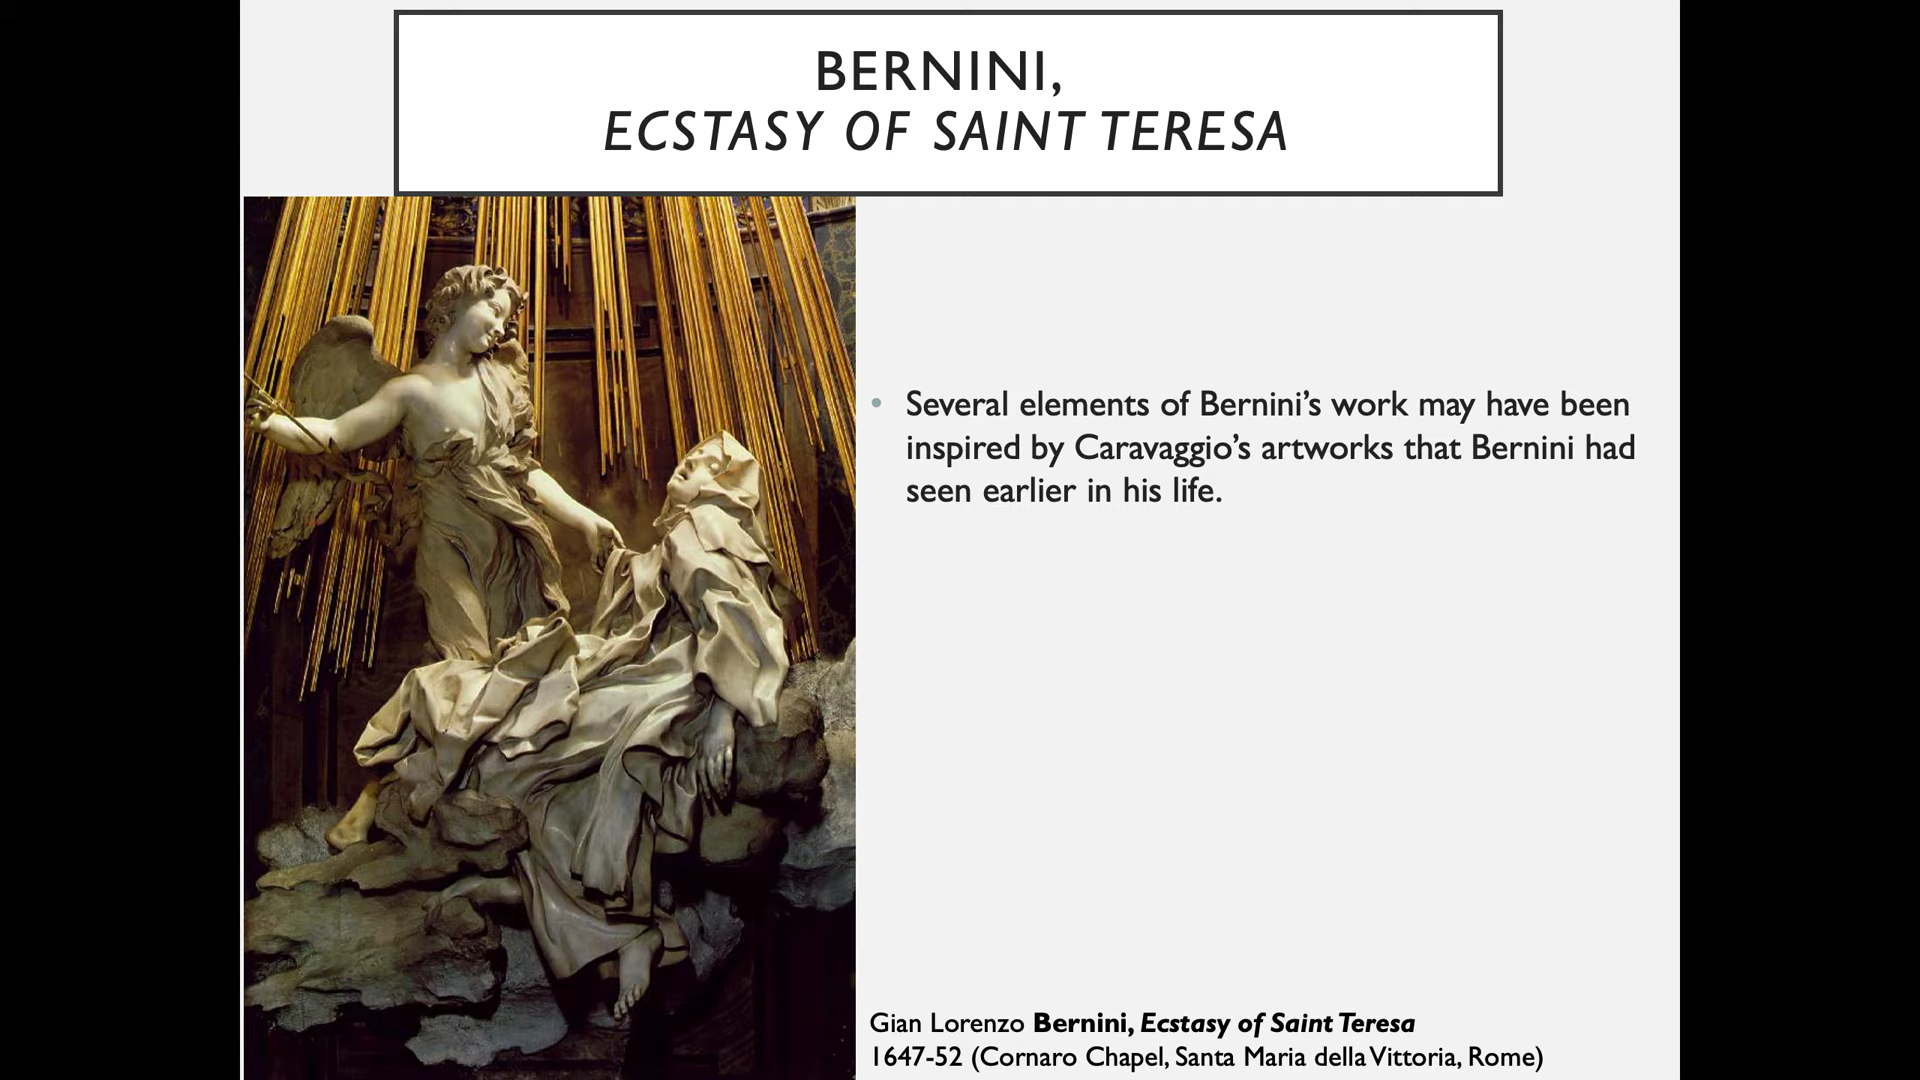 BERNINI,
ECSTASY OF SAINT TERESA
• Several elements of Bernini’s work may have been
inspired by Caravaggio’s artworks that Bernini had
seen earlier in his life.
Gian Lorenzo Bernini, Ecstasy of Saint Teresa
1647-52 (Cornaro Chapel, Santa Maria della Vittoria, Rome)